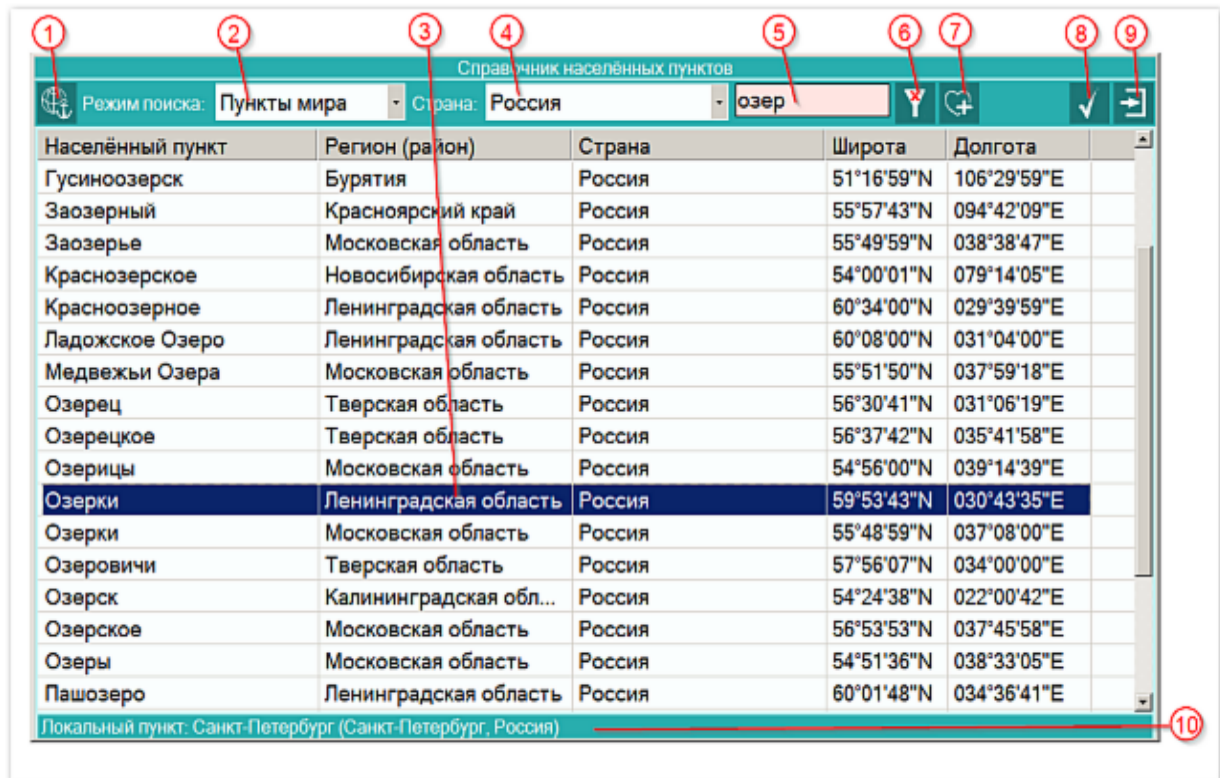 1 2 3 4 5 6 7 8 9
Справочник населённых пунктов
Режим поиска: Пункты мира Страна: Россия озер
Населённый пункт Регион (район) Страна Широта Долгота
Гусиноозерск Бурятия Россия 51°16'59"N 106°29'59"E
Заозерный Красноярский край Россия 55°57'43"N 094°42'09"E
Заозерье Московская область Россия 55°49'59"N 038°38'47"E
Краснозерское Новосибирская область Россия 54°00'01"N 079°14'05"E
Красноозерное Ленинградская область Россия 60°34'00"N 029°39'59"E
Ладожское Озеро Ленинградская область Россия 60°08'00"N 031°04'00"E
Медвежьи Озера Московская область Россия 55°51'50"N 037°59'18"E
Озерец Тверская область Россия 56°30'41"N 031°06'19"E
Озерецкое Тверская область Россия 56°37'42"N 035°41'58"E
Озерицы Московская область Россия 54°56'00"N 039°14'39"E
Озерки Ленинградская область Россия 59°53'43"N 030°43'35"E
Озерки Московская область Россия 55°48'59"N 037°08'00"E
Озеровичи Тверская область Россия 57°56'07"N 034°00'00"E
Озерск Калининградская обл... Россия 54°24'38"N 022°00'42"E
Озерское Московская область Россия 56°53'53"N 037°45'58"E
Озеры Московская область Россия 54°51'36"N 038°33'05"E
Пашозеро Ленинградская область Россия 60°01'48"N 034°36'41"E
Локальный пункт: Санкт-Петербург (Санкт-Петербург, Россия) 10